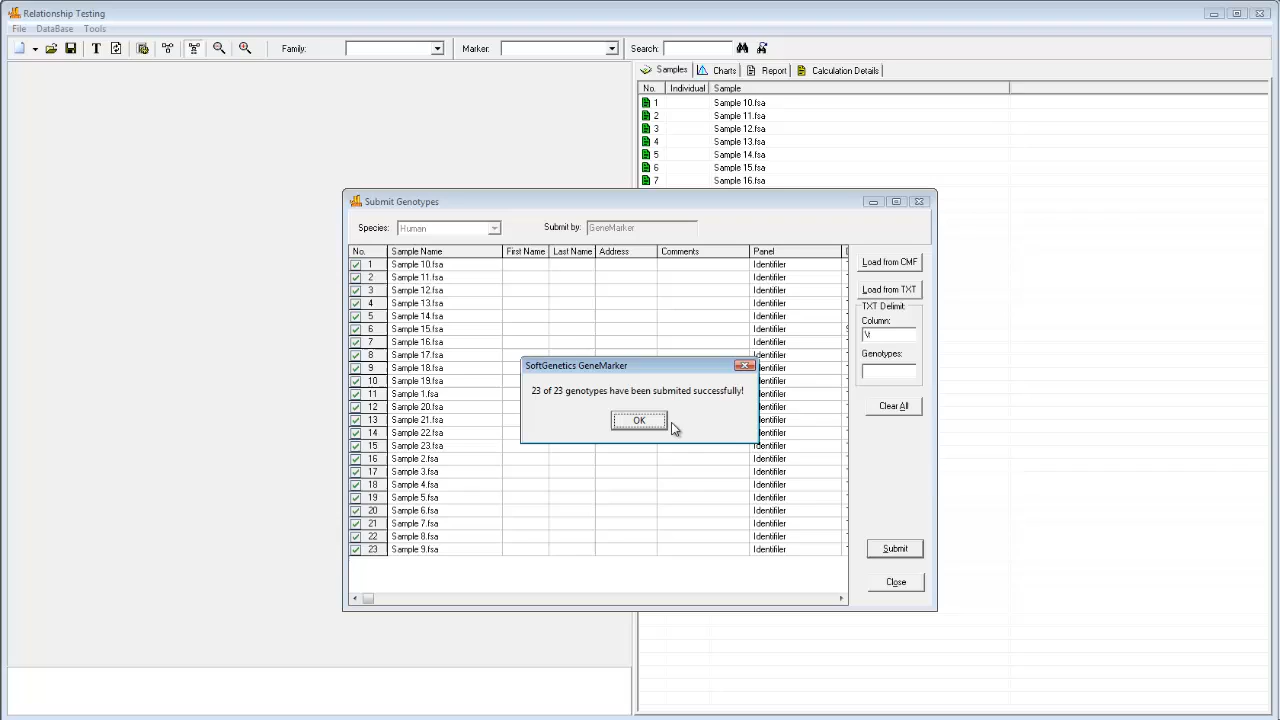 Relationship Testing
File DataBase Tools
T Family: Marker: Search:
Samples Charts Report Calculation Details
No. Individual Sample
1 Sample 10.fsa
2 Sample 11.fsa
3 Sample 12.fsa
4 Sample 13.fsa
5 Sample 14.fsa
6 Sample 15.fsa
7 Sample 16.fsa
Submit Genotypes
Species: Human Submit by: GeneMarker
No. Sample Name First Name Last Name Address Comments Panel
1 Sample 10.fsa Identifiler
2 Sample 11.fsa Identifiler
3 Sample 12.fsa Identifiler
4 Sample 13.fsa Identifiler
5 Sample 14.fsa Identifiler
6 Sample 15.fsa Identifiler
7 Sample 16.fsa Identifiler
8 Sample 17.fsa Identifiler
9 Sample 18.fsa Identifiler
10 Sample 19.fsa Identifiler
11 Sample 1.fsa Identifiler
12 Sample 20.fsa Identifiler
13 Sample 21.fsa Identifiler
14 Sample 22.fsa Identifiler
15 Sample 23.fsa Identifiler
16 Sample 2.fsa Identifiler
17 Sample 3.fsa Identifiler
18 Sample 4.fsa Identifiler
19 Sample 5.fsa Identifiler
20 Sample 6.fsa Identifiler
21 Sample 7.fsa Identifiler
22 Sample 8.fsa Identifiler
23 Sample 9.fsa Identifiler
Load from CMF
Load from TXT
TXT Delimit:
Column:
\t
Genotypes:
Clear All
Submit
Close
SoftGenetics GeneMarker
23 of 23 genotypes have been submited successfully!
OK